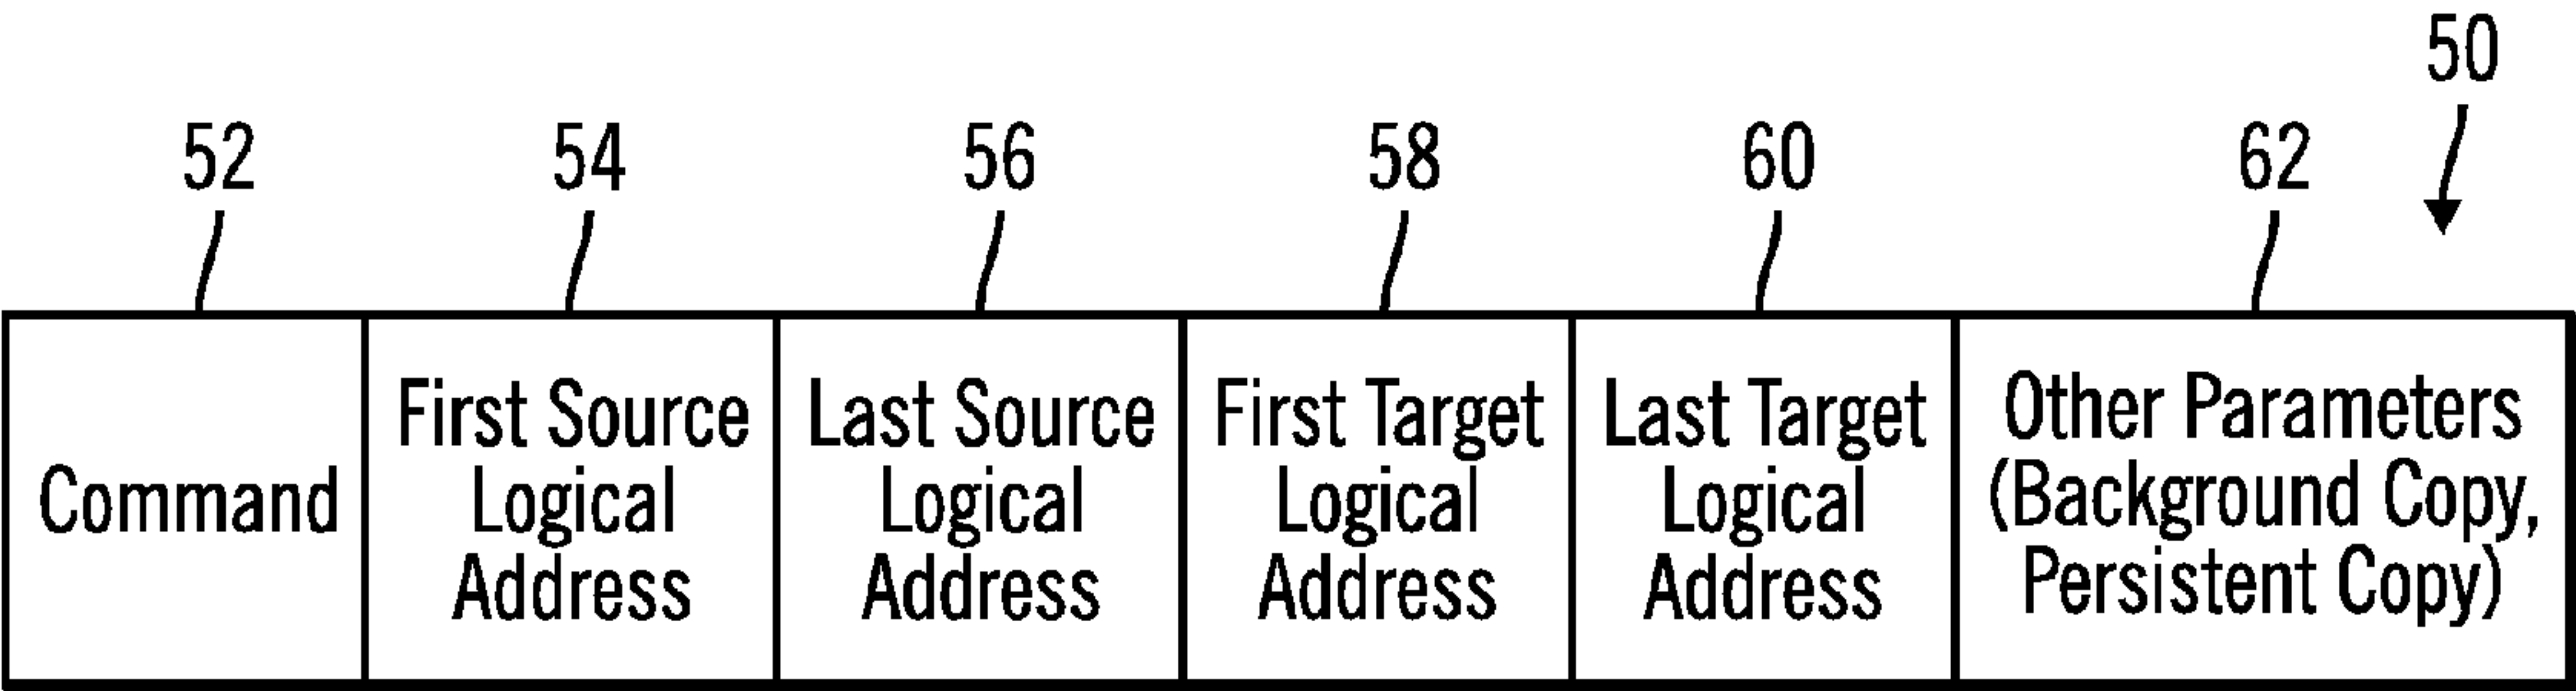 50
52
54
56
58
60
62
Command
First Source
Logical
Address
Last Source
Logical
Address
First Target
Logical
Address
Last Target
Logical
Address
Other Parameters
(Background Copy,
Persistent Copy)